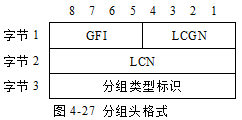 8 7 6 5 4 3 2 1
字节 1 GFI LCGN
字节 2 LCN
字节 3 分组类型标识
图 4-27 分组头格式